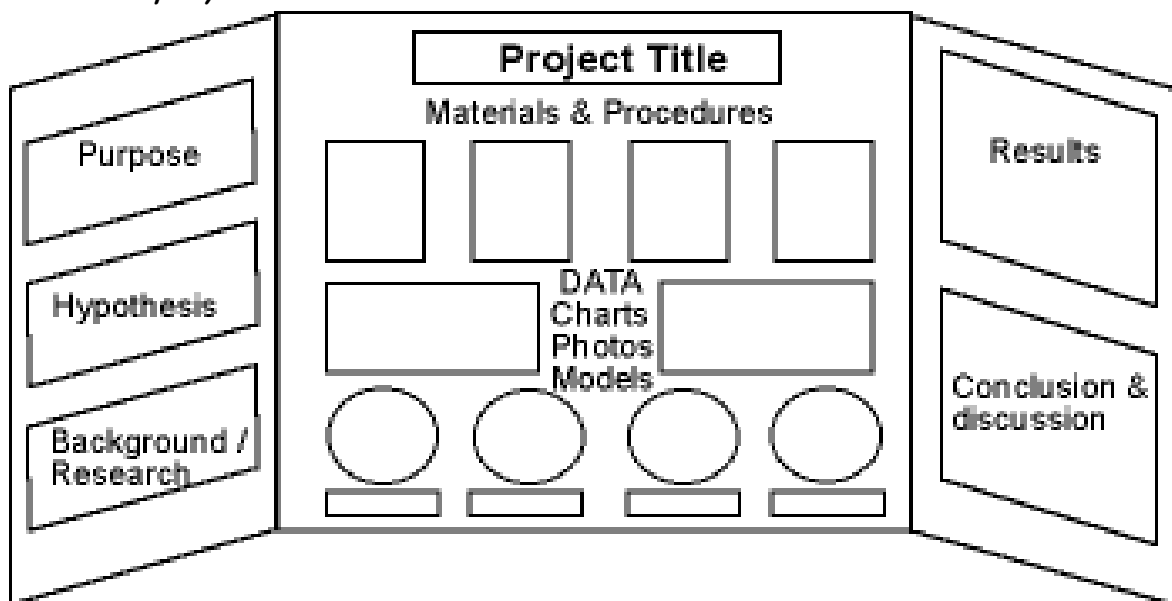 Purpose
Hypothesis
Background /
Research
Project Title
Materials & Procedures
DATA
Charts
Photos
Models
Results
Conclusion &
discussion